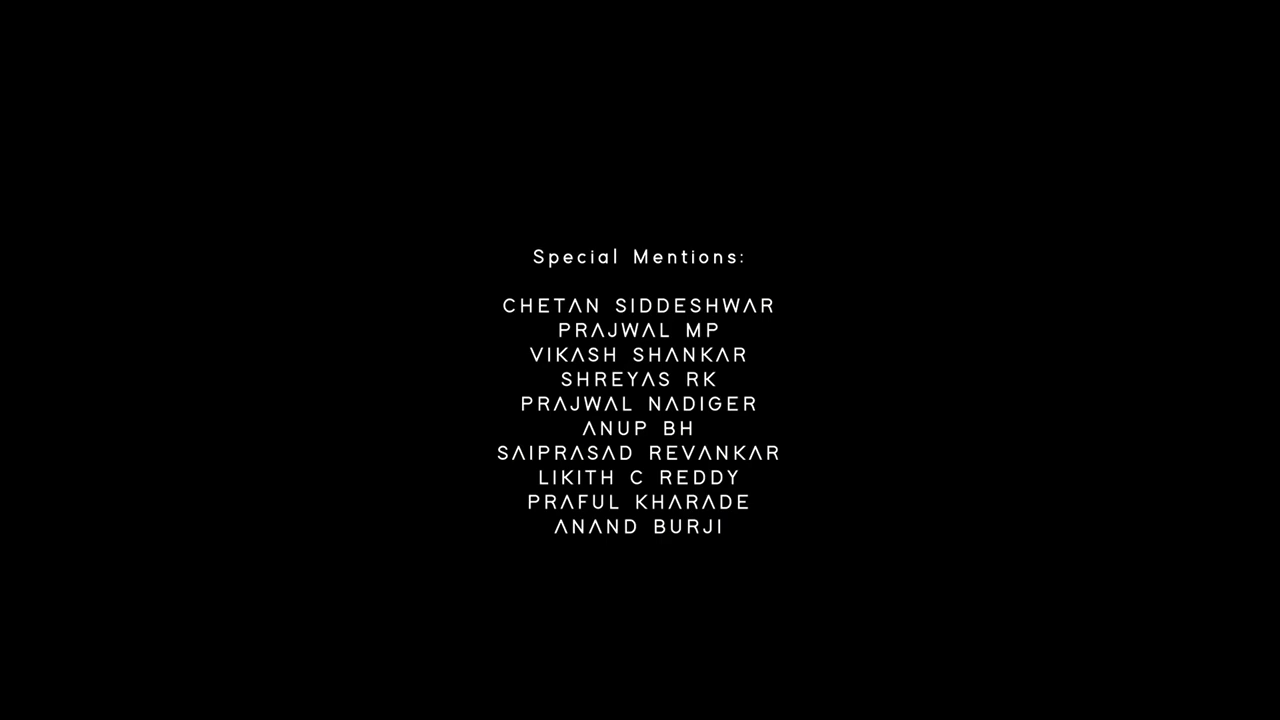 Special Mentions:
CHETAN SIDDESHWAR
PRAJWAL MP
VIKASH SHANKAR
SHREYAS RK
PRAJWAL NADIGER
ANUP BH
SAIPRASAD REVANKAR
LIKITH C REDDY
PRAFUL KHARADE
ANAND BURJI